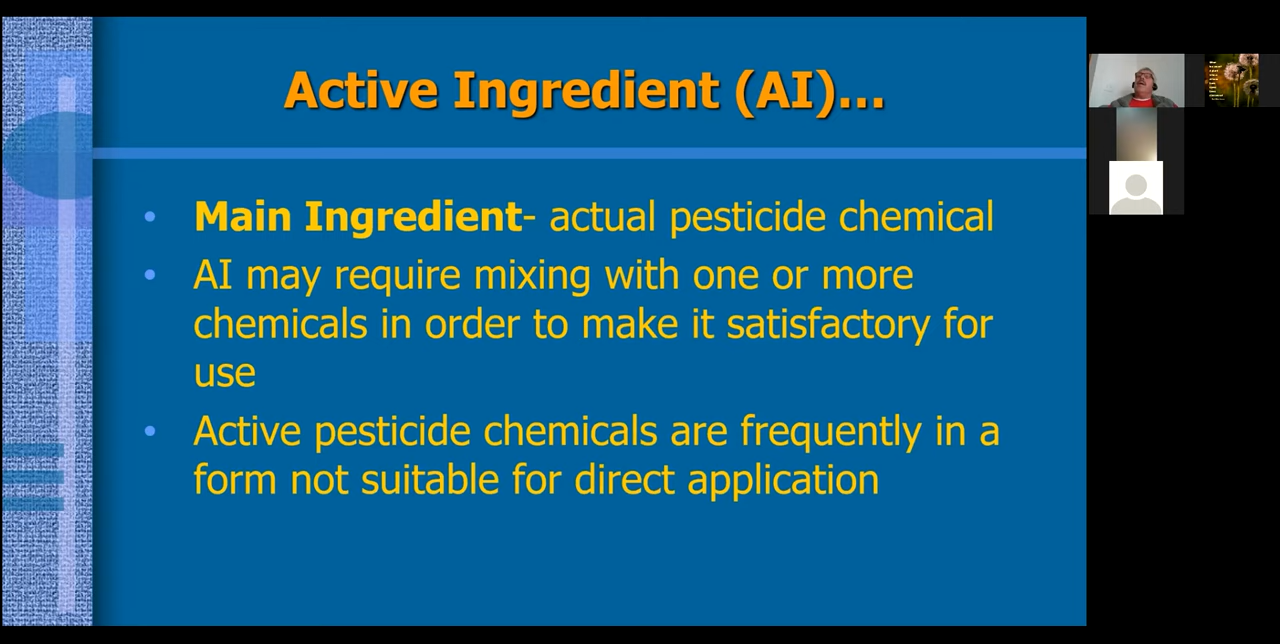 Active Ingredient (AI)...
• Main Ingredient- actual pesticide chemical
• AI may require mixing with one or more
chemicals in order to make it satisfactory for
use
• Active pesticide chemicals are frequently in a
form not suitable for direct application